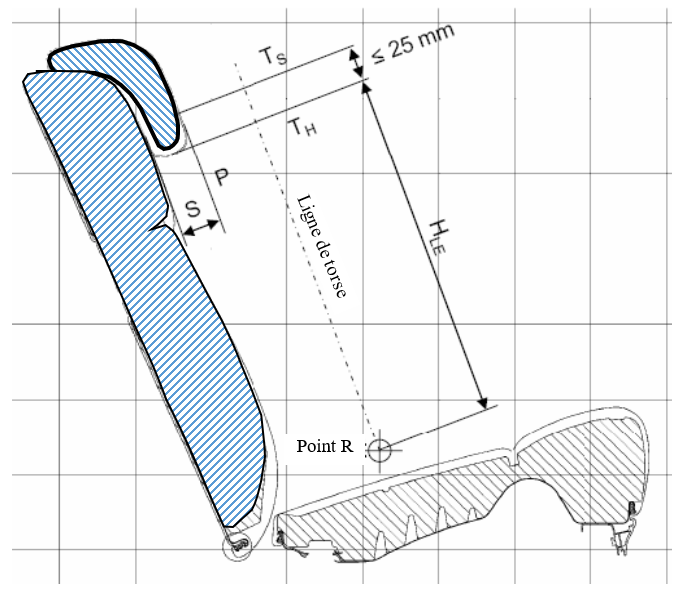 T_S
≤ 25 mm
T_H
P
S
Ligne de torse
H_LE
Point R